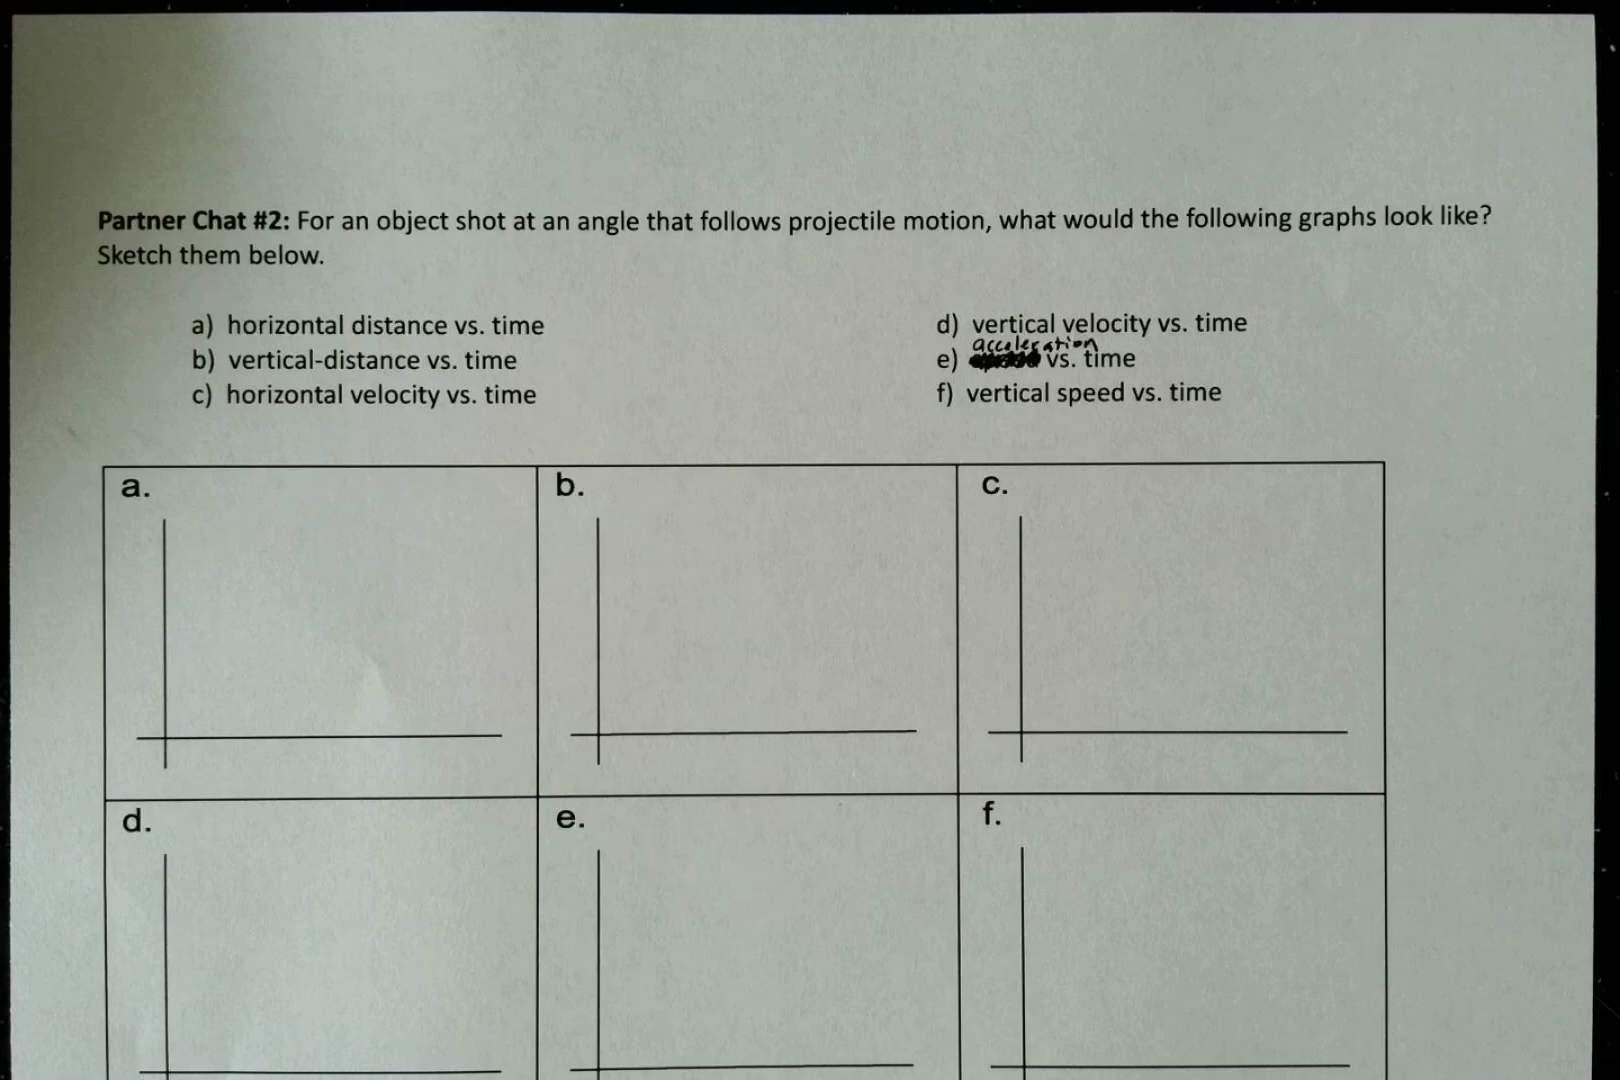 Partner Chat #2: For an object shot at an angle that follows projectile motion, what would the following graphs look like?
Sketch them below.
a) horizontal distance vs. time
b) vertical-distance vs. time
c) horizontal velocity vs. time
d) vertical velocity vs. time
acceleration
e) vs. time
f) vertical speed vs. time
a.
b.
c.
d.
e.
f.